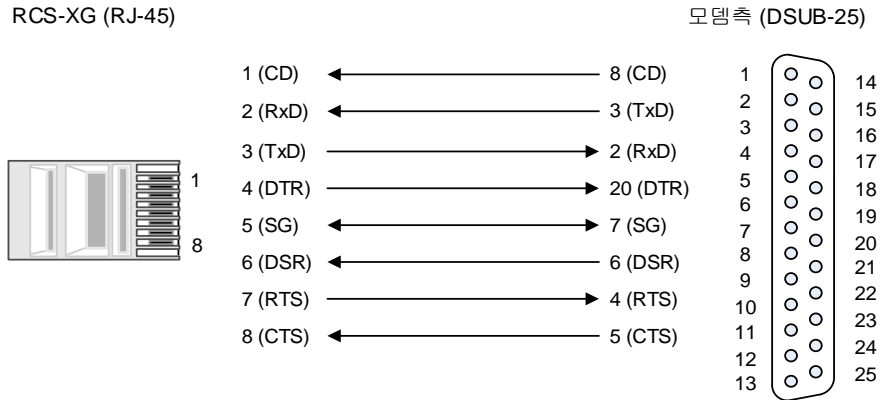 RCS-XG (RJ-45)
모뎀측 (DSUB-25)
1 (CD) 8 (CD)
2 (RxD) 3 (TxD)
3 (TxD) 2 (RxD)
4 (DTR) 20 (DTR)
5 (SG) 7 (SG)
6 (DSR) 6 (DSR)
7 (RTS) 4 (RTS)
8 (CTS) 5 (CTS)
1
8
1
2
3
4
5
6
7
8
9
10
11
12
13
14
15
16
17
18
19
20
21
22
23
24
25